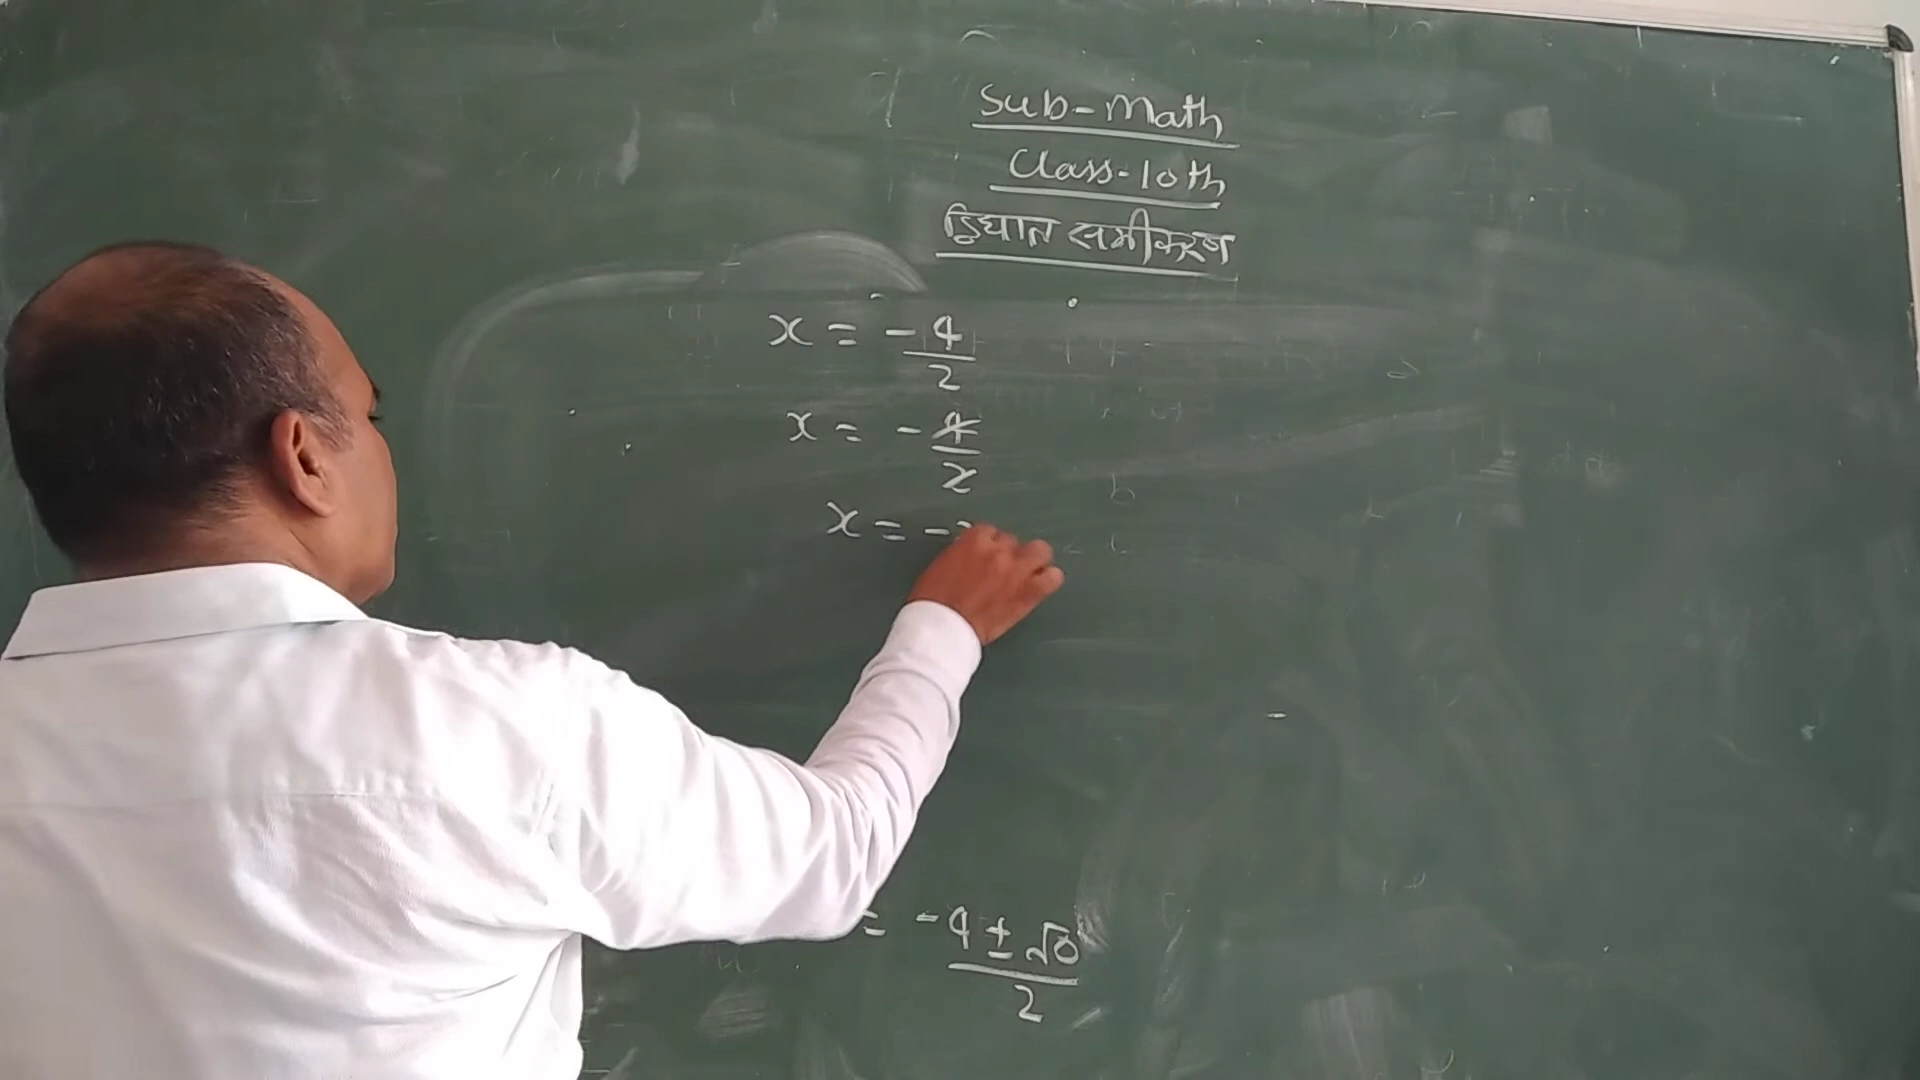 Sub-Math
Class-10th
द्विघात समीकरण
x = -4/2
x = -4/2
x = -
= -4±√0/2